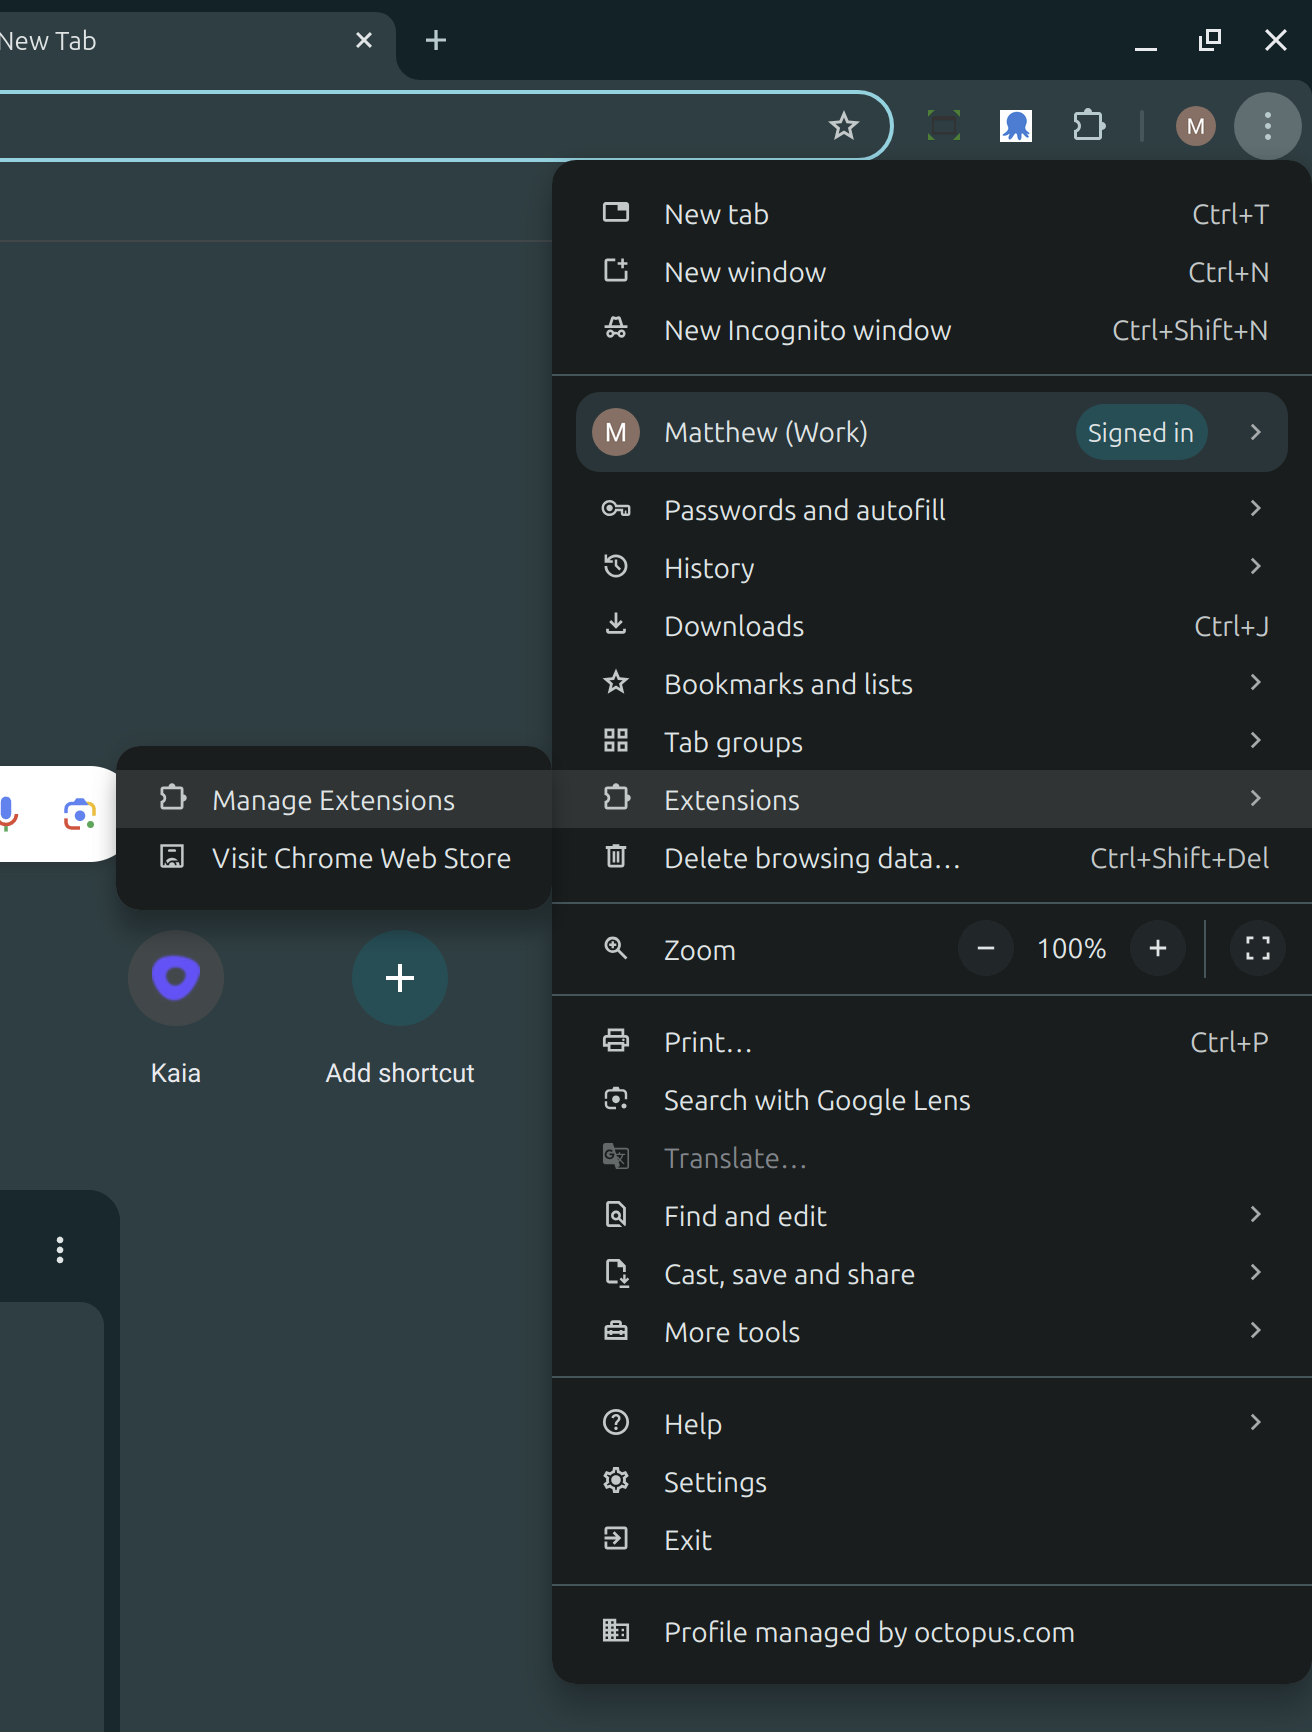 New Tab
M
New tab Ctrl+T
New window Ctrl+N
New Incognito window Ctrl+Shift+N
M Matthew (Work) Signed in
Passwords and autofill
History
Downloads Ctrl+J
Bookmarks and lists
Tab groups
Extensions
Manage Extensions
Visit Chrome Web Store
Delete browsing data... Ctrl+Shift+Del
Zoom − 100% +
Kaia
Add shortcut
Print... Ctrl+P
Search with Google Lens
Translate...
Find and edit
Cast, save and share
More tools
Help
Settings
Exit
Profile managed by octopus.com